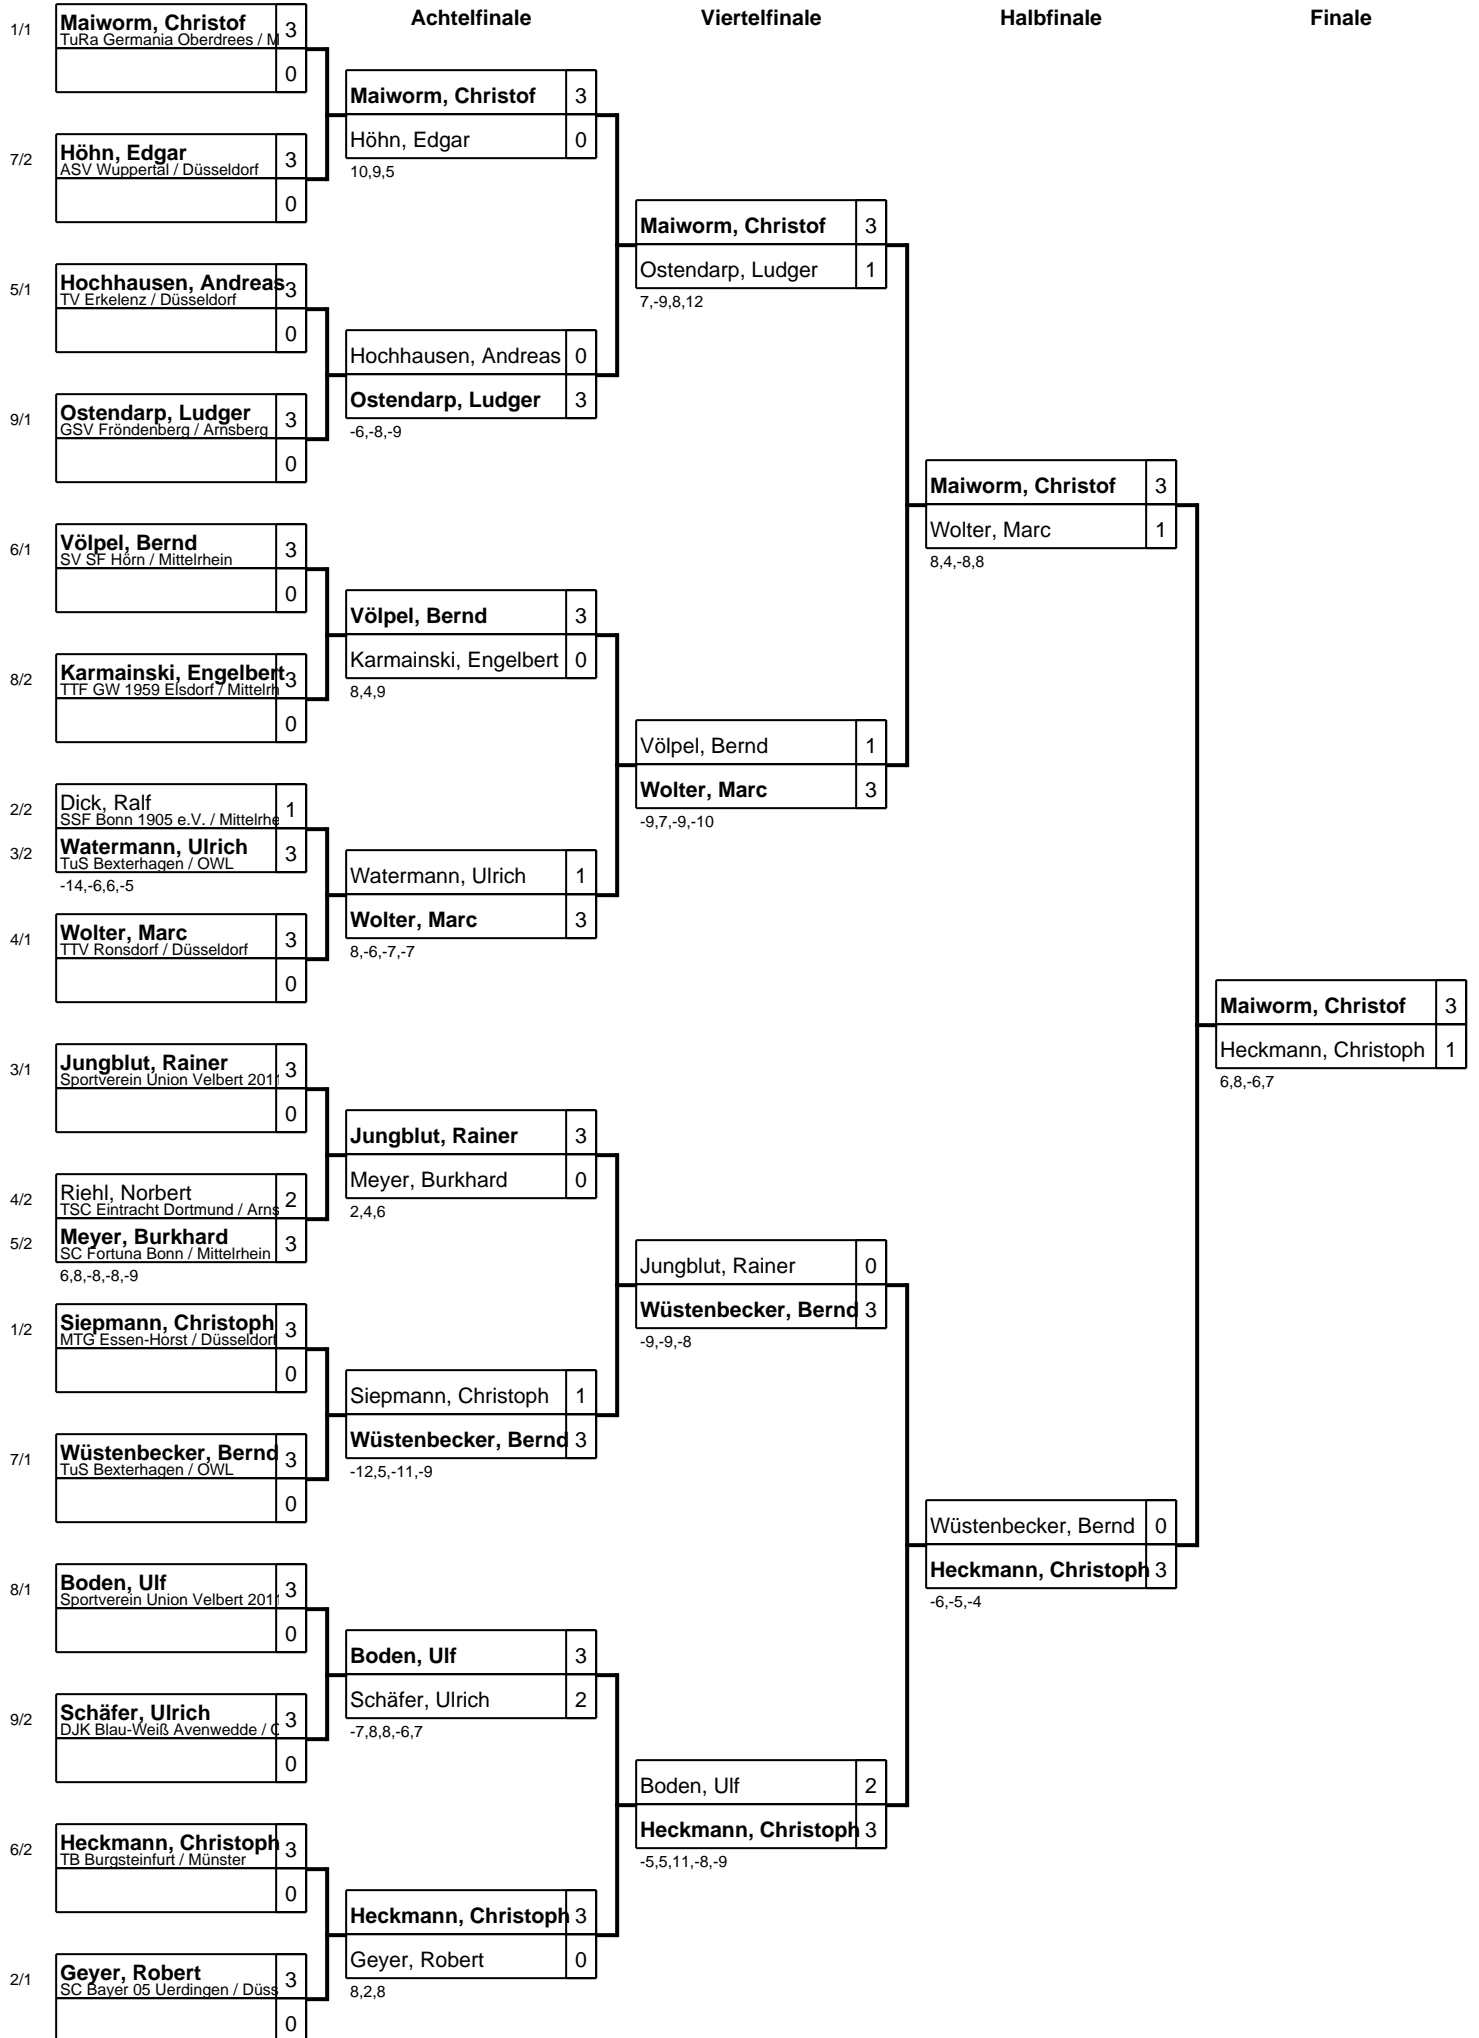 Achtelfinale Viertelfinale Halbfinale Finale
1/1 Maiworm, Christof 3
TuRa Germania Oberdrees / M
0
7/2 Höhn, Edgar 3
ASV Wuppertal / Düsseldorf
0
5/1 Hochhausen, Andreas 3
TV Erkelenz / Düsseldorf
0
9/1 Ostendarp, Ludger 3
GSV Fröndenberg / Arnsberg
0
6/1 Völpel, Bernd 3
SV SF Hörn / Mittelrhein
0
8/2 Karmainski, Engelbert 3
TTF GW 1959 Elsdorf / Mittelrh
0
2/2 Dick, Ralf 1
SSF Bonn 1905 e.V. / Mittelrhe
3/2 Watermann, Ulrich 3
TuS Bexterhagen / OWL
-14,-6,6,-5
4/1 Wolter, Marc 3
TTV Ronsdorf / Düsseldorf
0
3/1 Jungblut, Rainer 3
Sportverein Union Velbert 2011
0
4/2 Riehl, Norbert 2
TSC Eintracht Dortmund / Arns
5/2 Meyer, Burkhard 3
SC Fortuna Bonn / Mittelrhein
6,8,-8,-8,-9
1/2 Siepmann, Christoph 3
MTG Essen-Horst / Düsseldorf
0
7/1 Wüstenbecker, Bernd 3
TuS Bexterhagen / OWL
0
8/1 Boden, Ulf 3
Sportverein Union Velbert 2011
0
9/2 Schäfer, Ulrich 3
DJK Blau-Weiß Avenwedde / O
0
6/2 Heckmann, Christoph 3
TB Burgsteinfurt / Münster
0
2/1 Geyer, Robert 3
SC Bayer 05 Uerdingen / Düss
0
Maiworm, Christof 3
Höhn, Edgar 0
10,9,5
Hochhausen, Andreas 0
Ostendarp, Ludger 3
-6,-8,-9
Völpel, Bernd 3
Karmainski, Engelbert 0
8,4,9
Watermann, Ulrich 1
Wolter, Marc 3
8,-6,-7,-7
Jungblut, Rainer 3
Meyer, Burkhard 0
2,4,6
Siepmann, Christoph 1
Wüstenbecker, Bernd 3
-12,5,-11,-9
Boden, Ulf 3
Schäfer, Ulrich 2
-7,8,8,-6,7
Heckmann, Christoph 3
Geyer, Robert 0
8,2,8
Maiworm, Christof 3
Ostendarp, Ludger 1
7,-9,8,12
Völpel, Bernd 1
Wolter, Marc 3
-9,7,-9,-10
Jungblut, Rainer 0
Wüstenbecker, Bernd 3
-9,-9,-8
Boden, Ulf 2
Heckmann, Christoph 3
-5,5,11,-8,-9
Maiworm, Christof 3
Wolter, Marc 1
8,4,-8,8
Wüstenbecker, Bernd 0
Heckmann, Christoph 3
-6,-5,-4
Maiworm, Christof 3
Heckmann, Christoph 1
6,8,-6,7